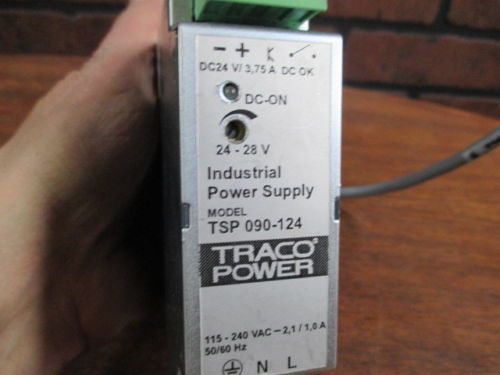 − +
DC24 V/ 3,75 A DC OK
DC-ON
24 - 28 V
Industrial
Power Supply
MODEL
TSP 090-124
TRACO®
POWER
115 - 240 VAC – 2,1 / 1,0 A
50/60 Hz
N L